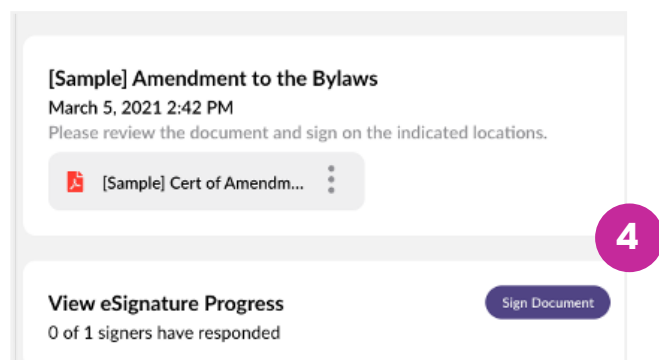 [Sample] Amendment to the Bylaws
March 5, 2021 2:42 PM
Please review the document and sign on the indicated locations.
[Sample] Cert of Amendm...
4
View eSignature Progress
Sign Document
0 of 1 signers have responded